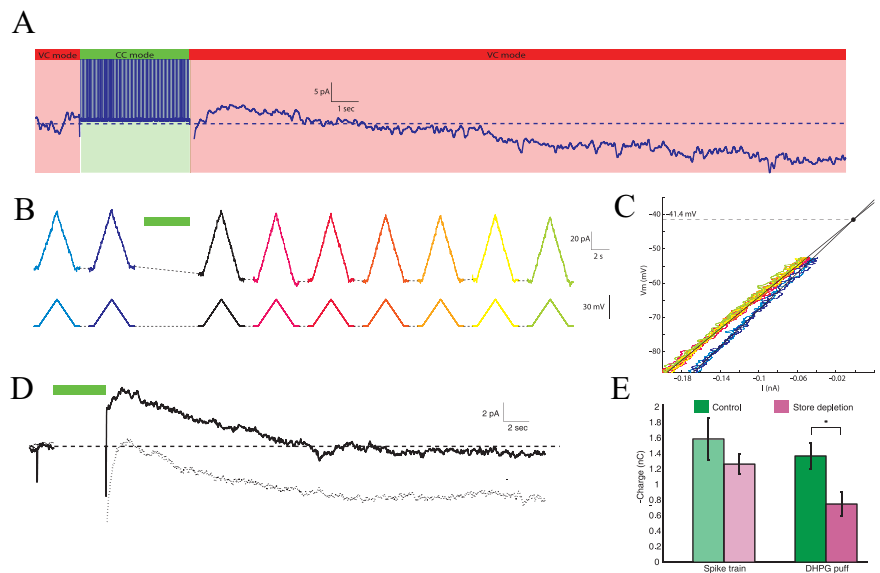 A
VC mode
CC mode
VC mode
5 pA
1 sec
B
20 pA
2 s
30 mV
C
-41.4 mV
−40
−50
−60
−70
−80
Vm (mV)
−0.18
−0.14
−0.1
−0.06
−0.02
I (nA)
D
2 pA
2 sec
E
Control
Store depletion
*
2
1.8
1.6
1.4
1.2
1
0.8
0.6
0.4
0.2
0
-Charge (nC)
Spike train
DHPG puff